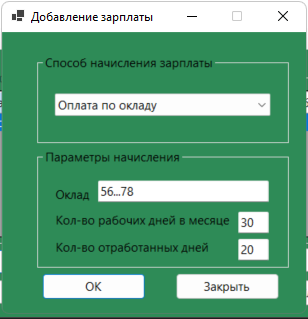 Добавление зарплаты
Способ начисления зарплаты
Оплата по окладу
Параметры начисления
Оклад 56...78
Кол-во рабочих дней в месяце 30
Кол-во отработанных дней 20
ОК Закрыть